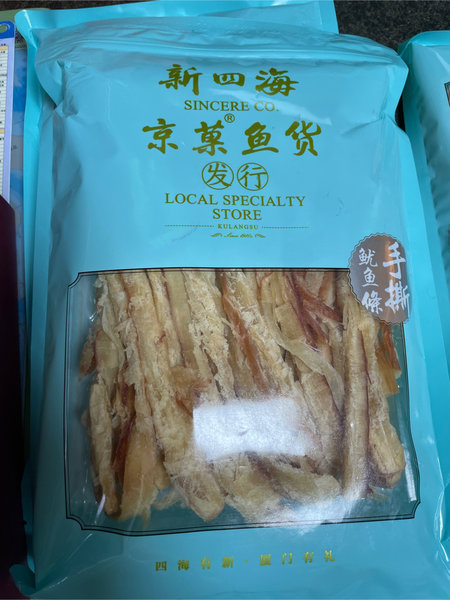 新四海
SINCERE CO.
®
京菓鱼货
发行
LOCAL SPECIALTY
STORE
KULANGSU
手撕
鱿鱼條
四海有新·厦门有礼